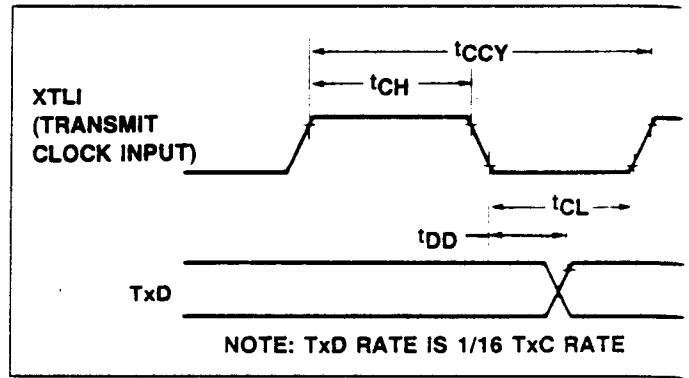 tCCY
tCH
XTLI
(TRANSMIT
CLOCK INPUT)
tCL
tDD
TxD
NOTE: TxD RATE IS 1/16 TxC RATE